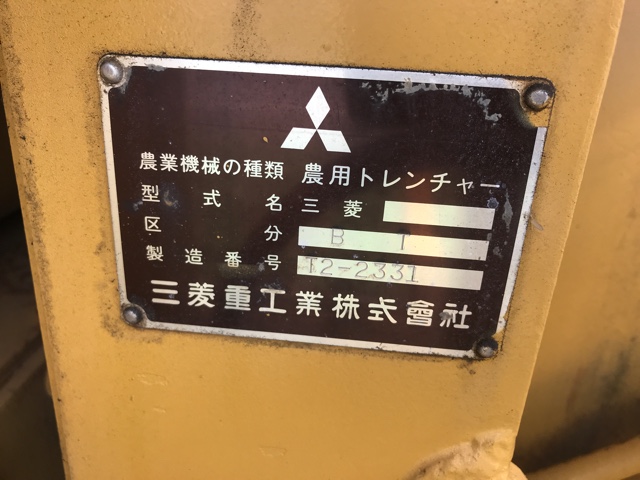 農業機械の種類 農用トレンチャー
型式名 三菱
区分 B 1
製造番号 T2-2331
三菱重工業株式會社